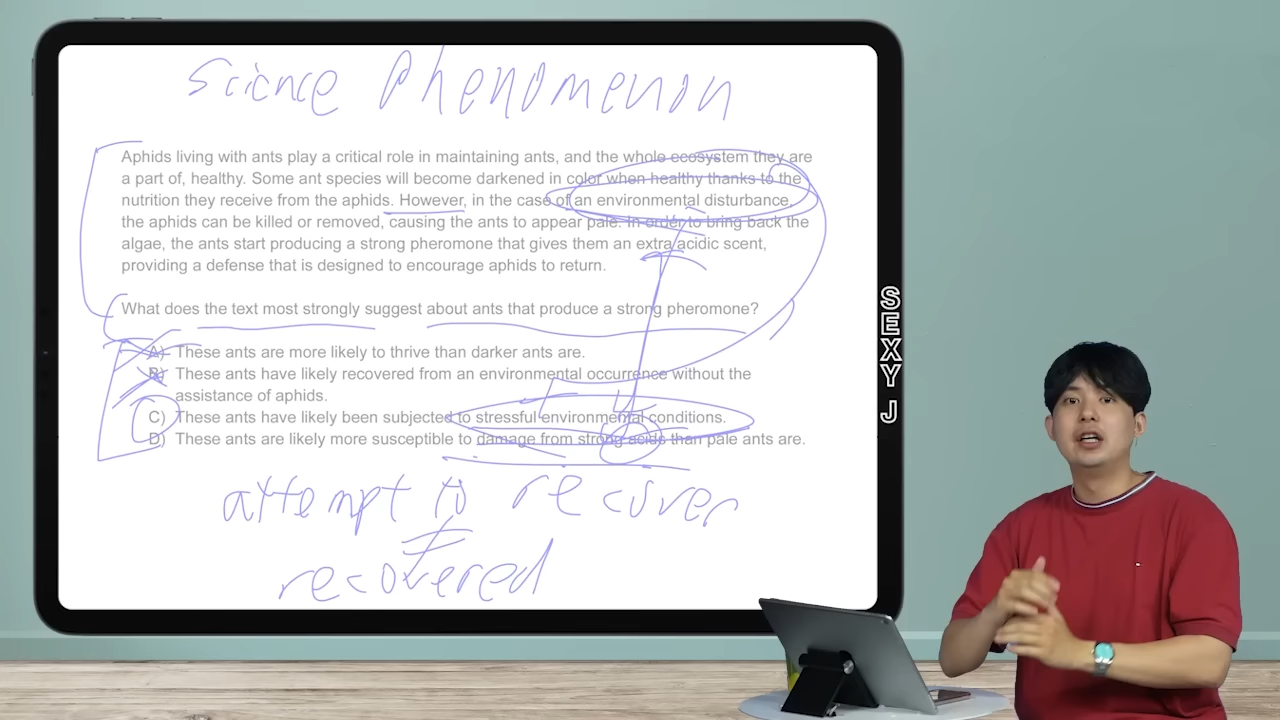 Science Phenomenon
Aphids living with ants play a critical role in maintaining ants, and the whole ecosystem they are
a part of, healthy. Some ant species will become darkened in color when healthy thanks to the
nutrition they receive from the aphids. However, in the case of an environmental disturbance,
the aphids can be killed or removed, causing the ants to appear pale. In order to bring back the
algae, the ants start producing a strong pheromone that gives them an extra acidic scent,
providing a defense that is designed to encourage aphids to return.
What does the text most strongly suggest about ants that produce a strong pheromone?
A) These ants are more likely to thrive than darker ants are.
B) These ants have likely recovered from an environmental occurrence without the
assistance of aphids.
C) These ants have likely been subjected to stressful environmental conditions.
D) These ants are likely more susceptible to damage from strong acids than pale ants are.
attempt to recover
≠
recovered
SEXY J